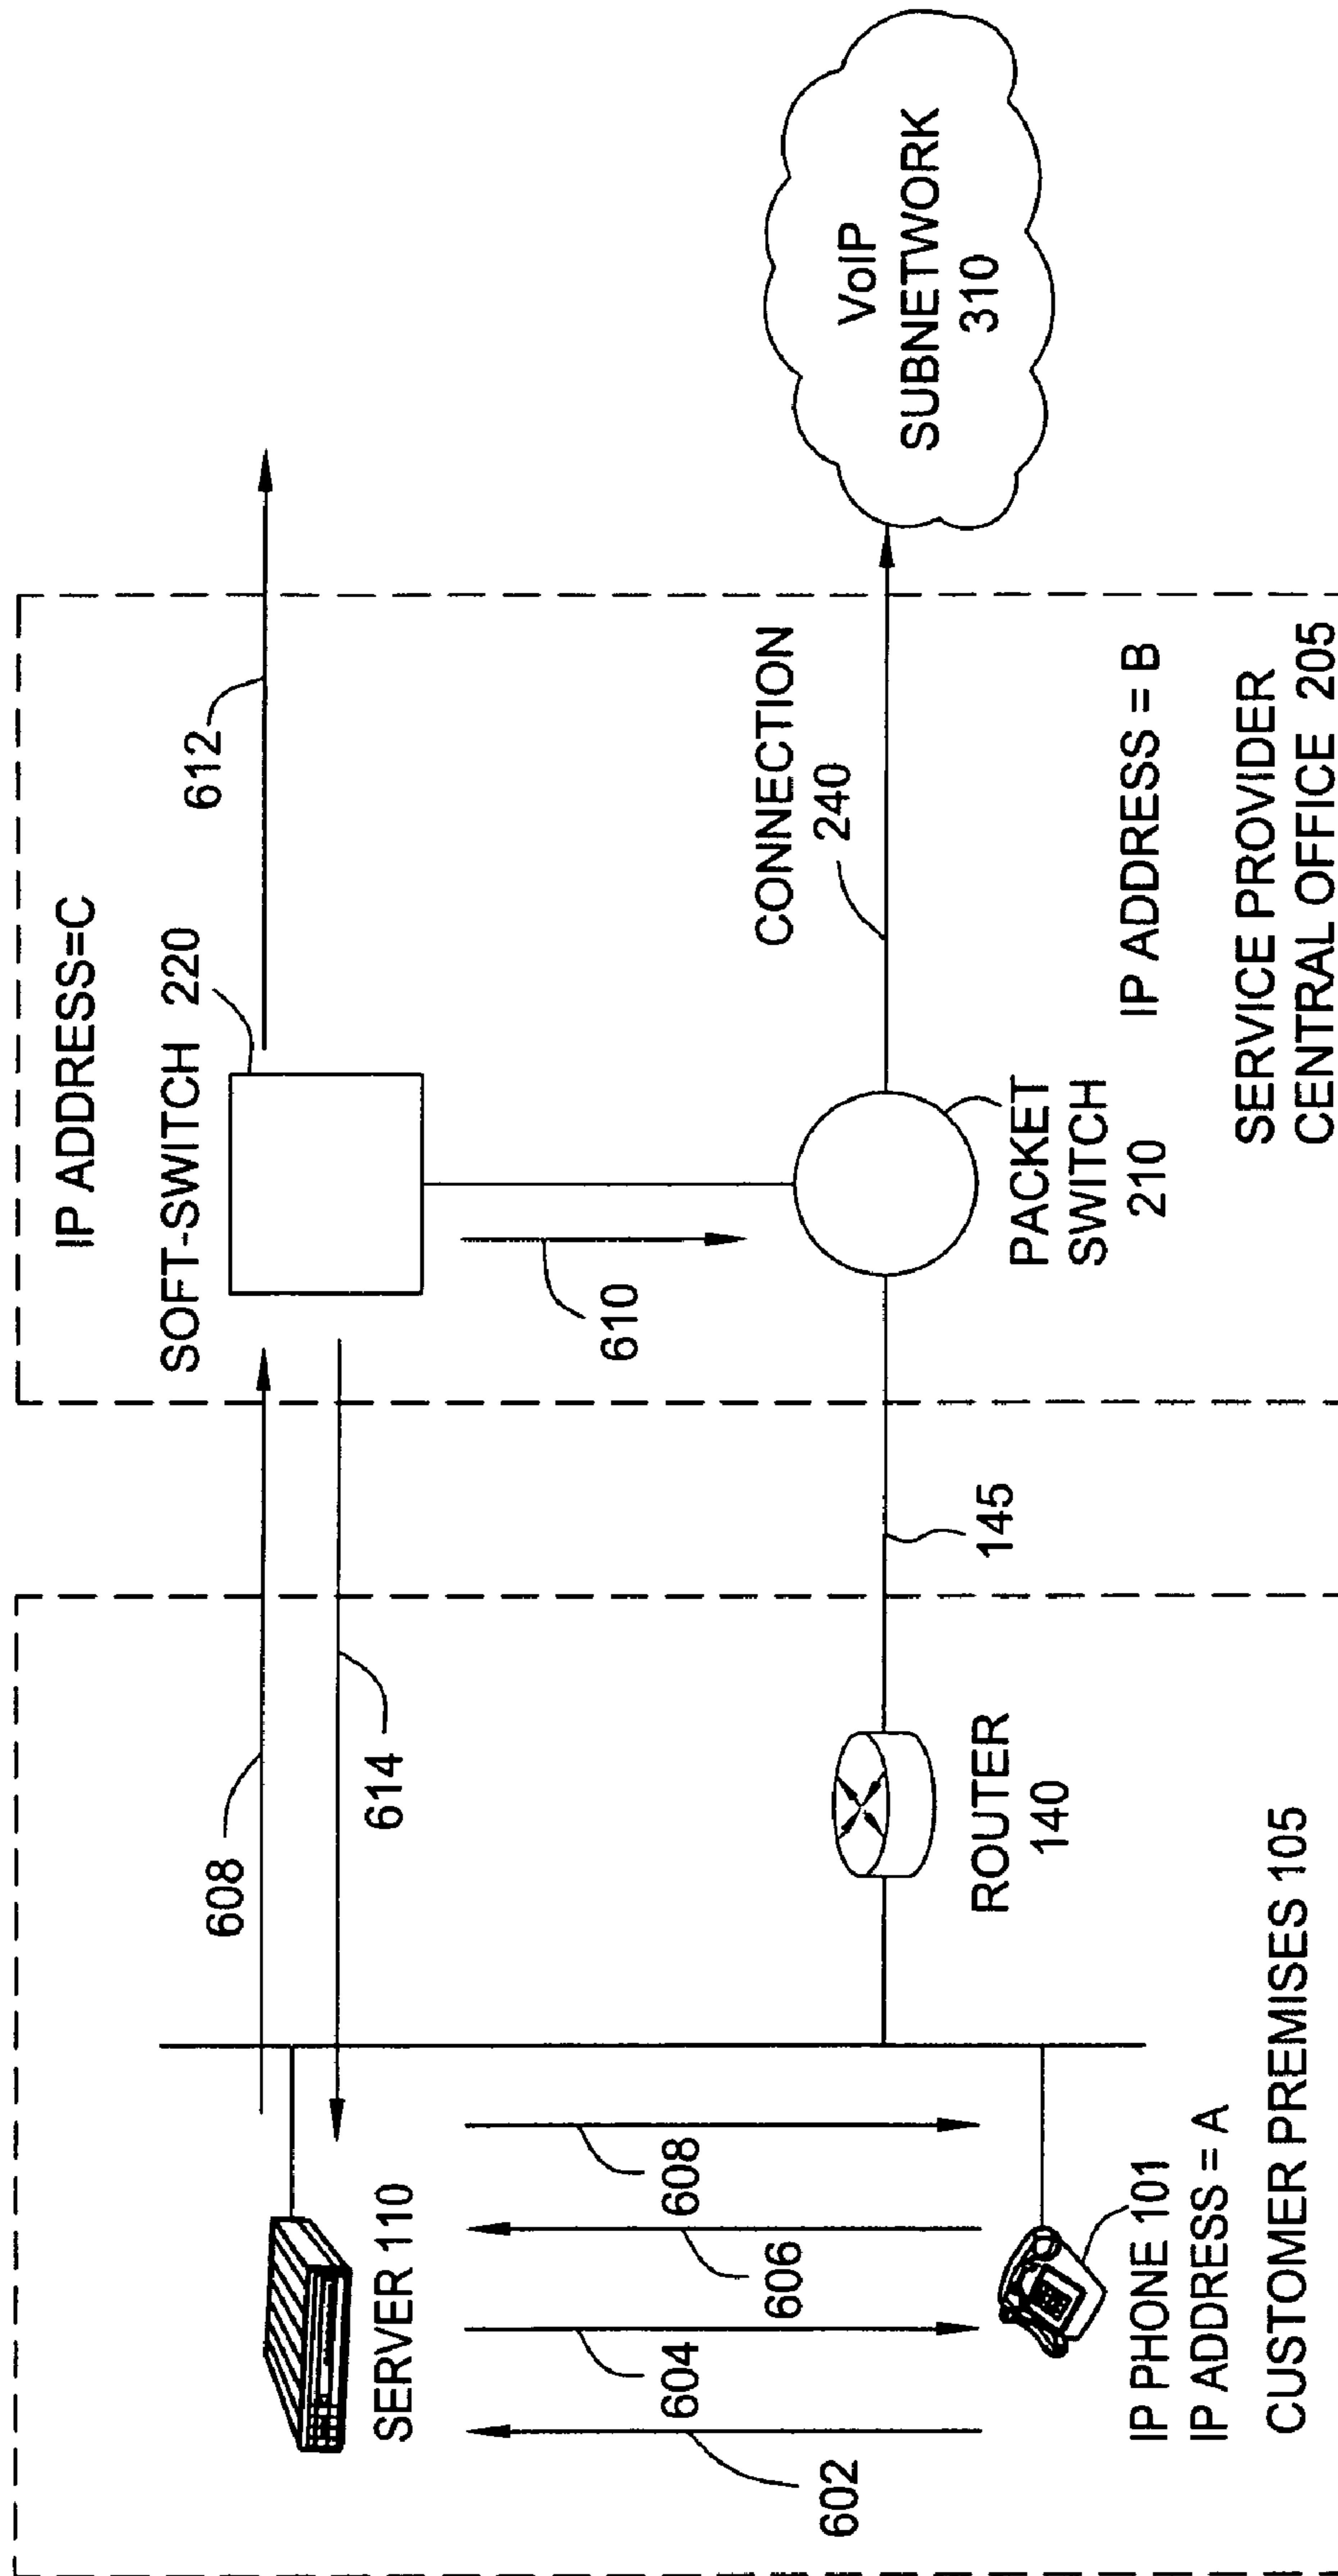 IP ADDRESS=C
SOFT-SWITCH 220
612
608
614
610
SERVER 110
602
604
606
608
IP PHONE 101
IP ADDRESS = A
CUSTOMER PREMISES 105
ROUTER
140
145
PACKET
SWITCH
210
CONNECTION
240
IP ADDRESS = B
SERVICE PROVIDER
CENTRAL OFFICE 205
VoIP
SUBNETWORK
310